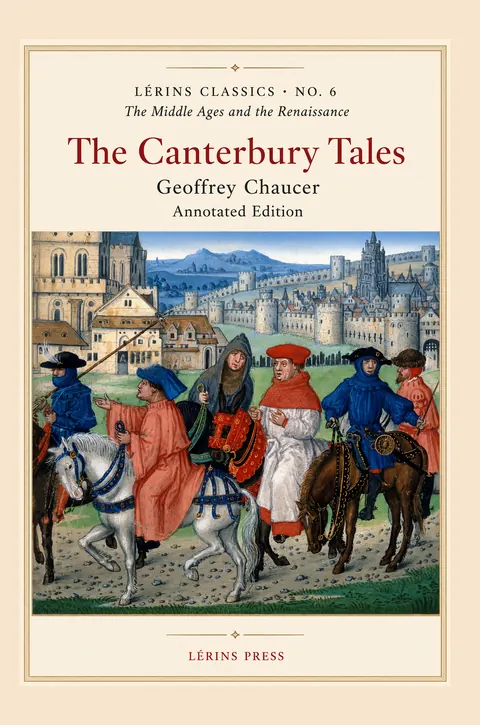 LÉRINS CLASSICS · NO. 6
The Middle Ages and the Renaissance
The Canterbury Tales
Geoffrey Chaucer
Annotated Edition
LÉRINS PRESS